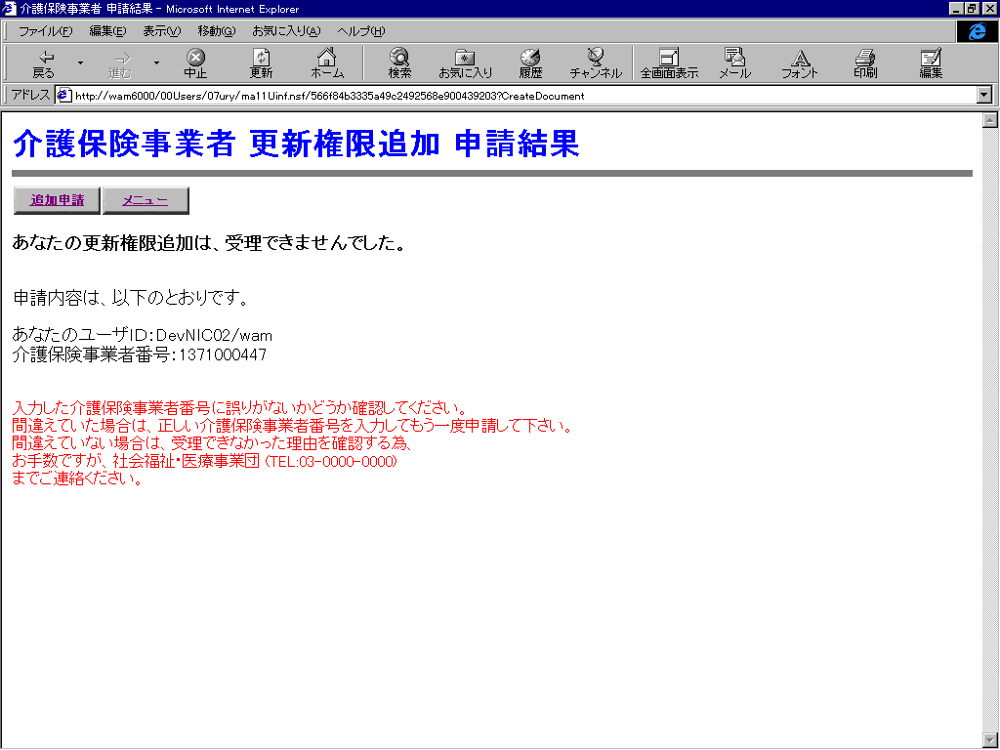 介護保険事業者 申請結果 - Microsoft Internet Explorer
ファイル(F) 編集(E) 表示(V) 移動(G) お気に入り(A) ヘルプ(H)
戻る 進む 中止 更新 ホーム 検索 お気に入り 履歴 チャンネル 全画面表示 メール フォント 印刷 編集
アドレス http://wam6000/00Users/07ury/ma11Uinf.nsf/566f84b3335a49c2492568e900439203?CreateDocument
介護保険事業者 更新権限追加 申請結果
追加申請 メニュー
あなたの更新権限追加は、受理できませんでした。
申請内容は、以下のとおりです。
あなたのユーザID：DevNIC02/wam
介護保険事業者番号：1371000447
入力した介護保険事業者番号に誤りがないかどうか確認してください。
間違えていた場合は、正しい介護保険事業者番号を入力してもう一度申請して下さい。
間違えていない場合は、受理できなかった理由を確認する為、
お手数ですが、社会福祉・医療事業団（TEL:03-0000-0000）
までご連絡ください。